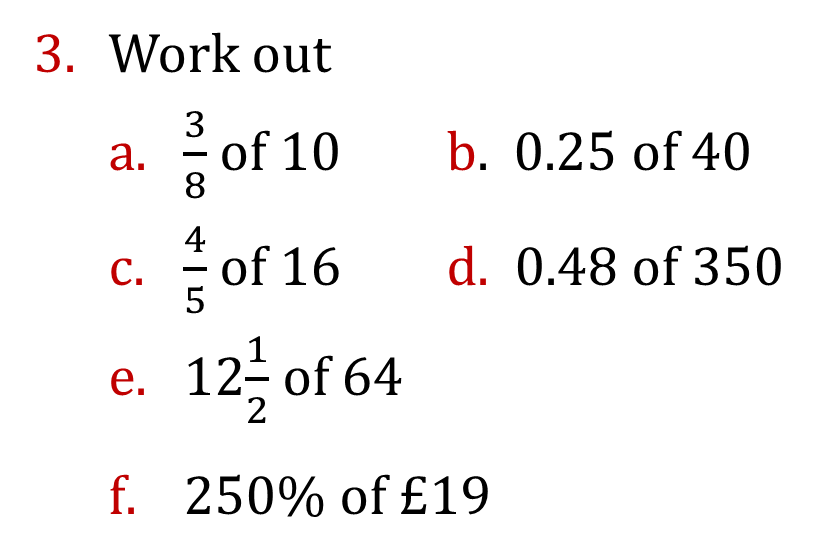 3. Work out
a. 3/8 of 10 b. 0.25 of 40
c. 4/5 of 16 d. 0.48 of 350
e. 12 1/2 of 64
f. 250% of £19